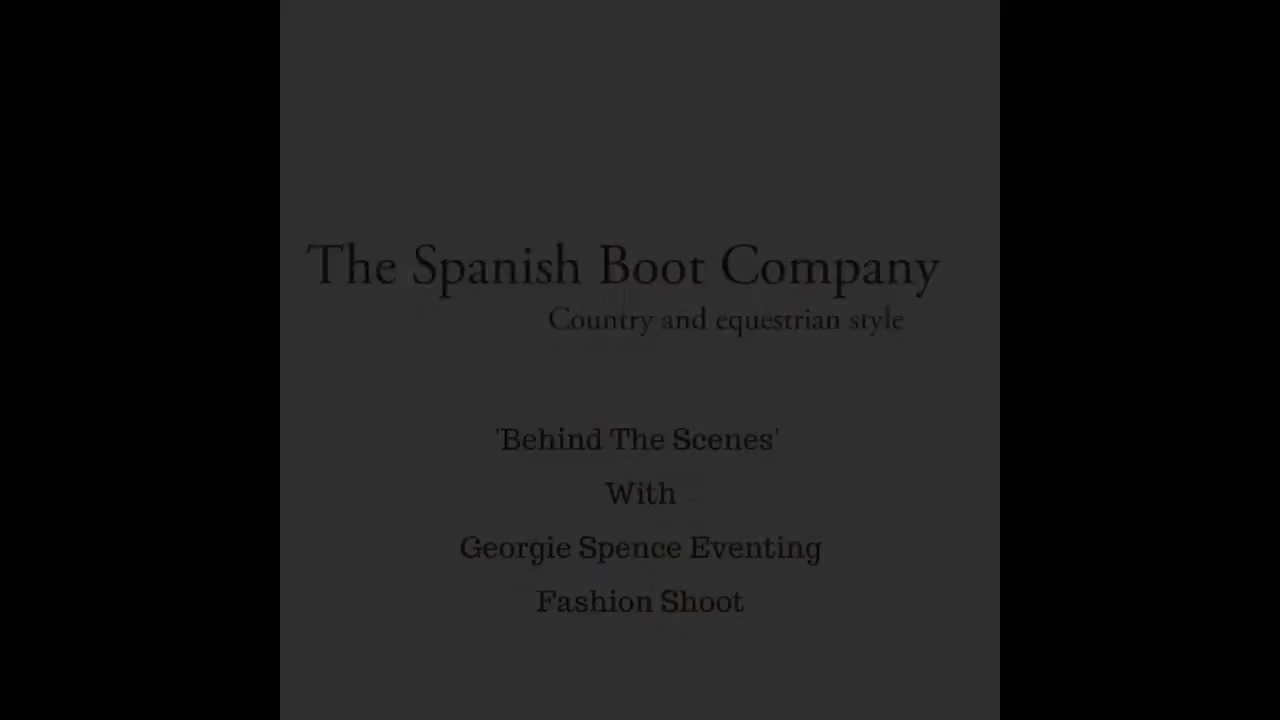 The Spanish Boot Company
Country and equestrian style
'Behind The Scenes'
With
Georgie Spence Eventing
Fashion Shoot